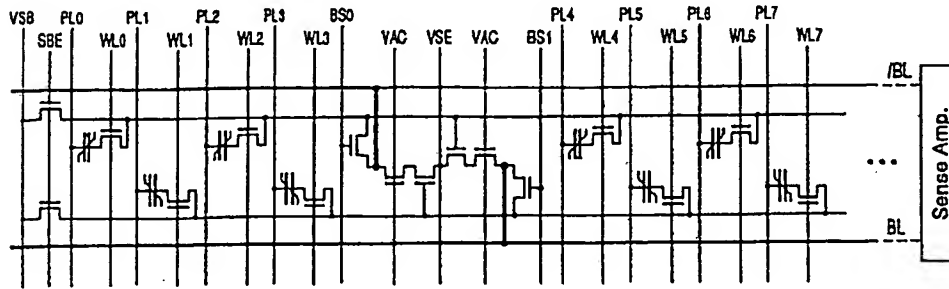 VSB PL0 PL1 PL2 PL3 BS0 PL4 PL5 PL6 PL7
SBE WL0 WL1 WL2 WL3 VAC VSE VAC BS1 WL4 WL5 WL6 WL7
/BL
BL
Sense Amp.